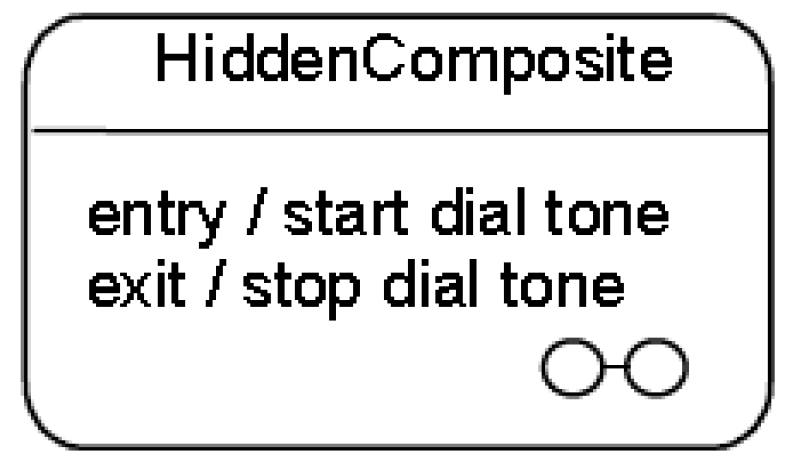 HiddenComposite
entry / start dial tone
exit / stop dial tone